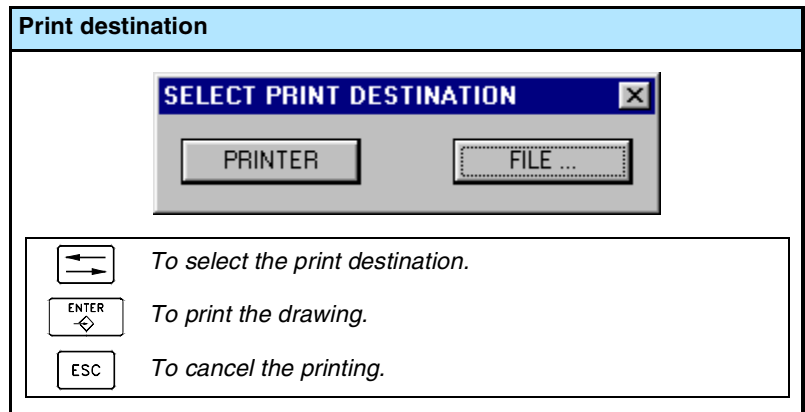 Print destination
SELECT PRINT DESTINATION
PRINTER
FILE ...
To select the print destination.
ENTER
To print the drawing.
ESC
To cancel the printing.